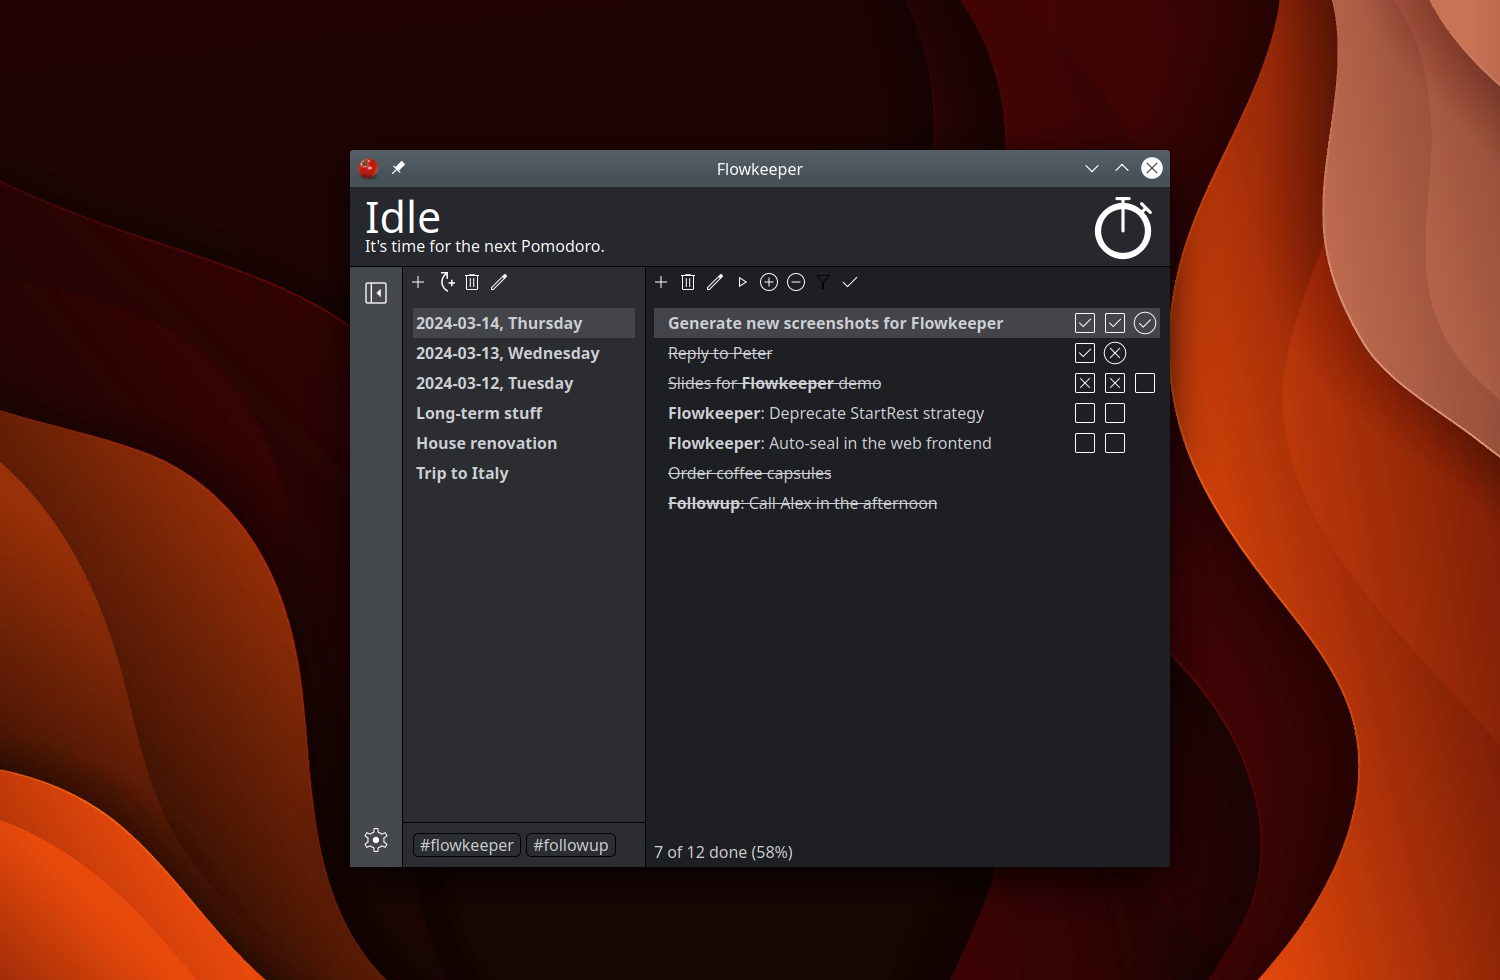 Flowkeeper
Idle
It's time for the next Pomodoro.
2024-03-14, Thursday
2024-03-13, Wednesday
2024-03-12, Tuesday
Long-term stuff
House renovation
Trip to Italy
#flowkeeper #followup
Generate new screenshots for Flowkeeper
Reply to Peter
Slides for Flowkeeper demo
Flowkeeper: Deprecate StartRest strategy
Flowkeeper: Auto-seal in the web frontend
Order coffee capsules
Followup: Call Alex in the afternoon
7 of 12 done (58%)